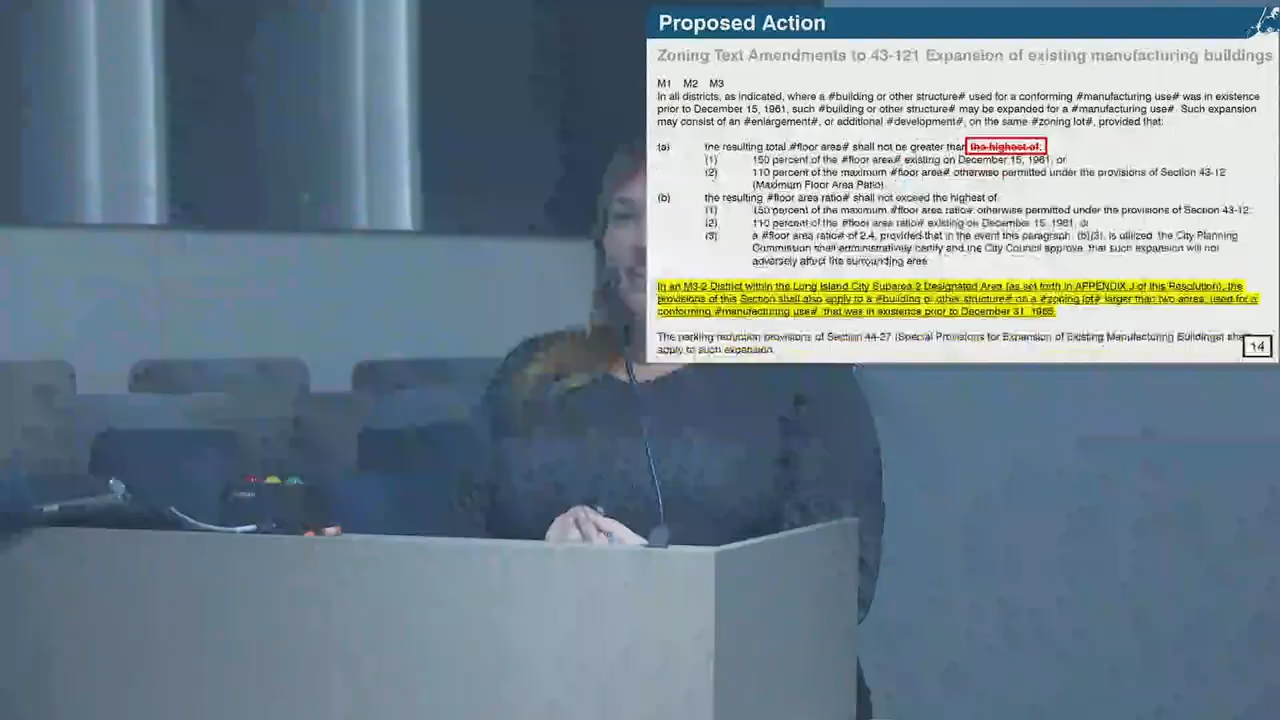 Proposed Action
Zoning Text Amendments to 43-121 Expansion of existing manufacturing buildings
M1 M2 M3
In all districts, as indicated, where a #building or other structure# used for a conforming #manufacturing use# was in existence
prior to December 15, 1961, such #building or other structure# may be expanded for a #manufacturing use#. Such expansion
may consist of an #enlargement#, or additional #development#, on the same #zoning lot#, provided that:
(a) the resulting total #floor area# shall not be greater than the highest of:
(1) 150 percent of the #floor area# existing on December 15, 1961; or
(2) 110 percent of the maximum #floor area# otherwise permitted under the provisions of Section 43-12
(Maximum Floor Area Ratio).
(b) the resulting #floor area ratio# shall not exceed the highest of:
(1) 150 percent of the maximum #floor area ratio# otherwise permitted under the provisions of Section 43-12;
(2) 110 percent of the #floor area ratio# existing on December 15, 1961; or
(3) a #floor area ratio# of 2.4, provided that in the event this paragraph, (b)(3), is utilized, the City Planning
Commission shall administratively certify and the City Council approve, that such expansion will not
adversely affect the surrounding area.
In an M3-2 District within the Long Island City Subarea 2 Designated Area (as set forth in APPENDIX J of this Resolution), the
provisions of this Section shall also apply to a #building or other structure# on a #zoning lot# larger than two acres, used for a
conforming #manufacturing use#, that was in existence prior to December 31, 1965.
The parking reduction provisions of Section 44-27 (Special Provisions for Expansion of Existing Manufacturing Buildings) shall
apply to such expansion.
14